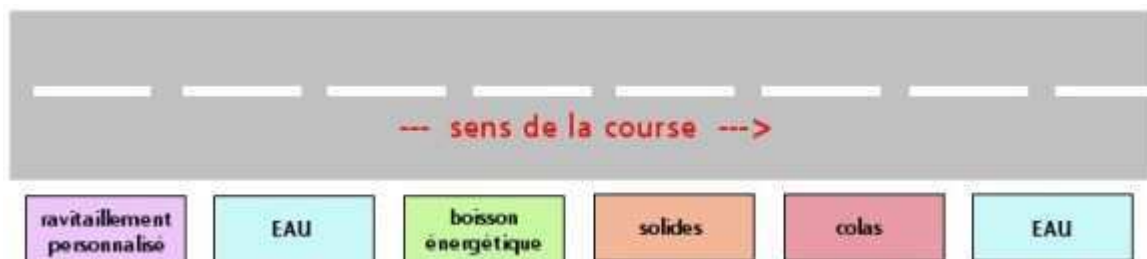 --- sens de la course --->
ravitaillement
personnalisé
EAU
boisson
énergétique
solides
colas
EAU